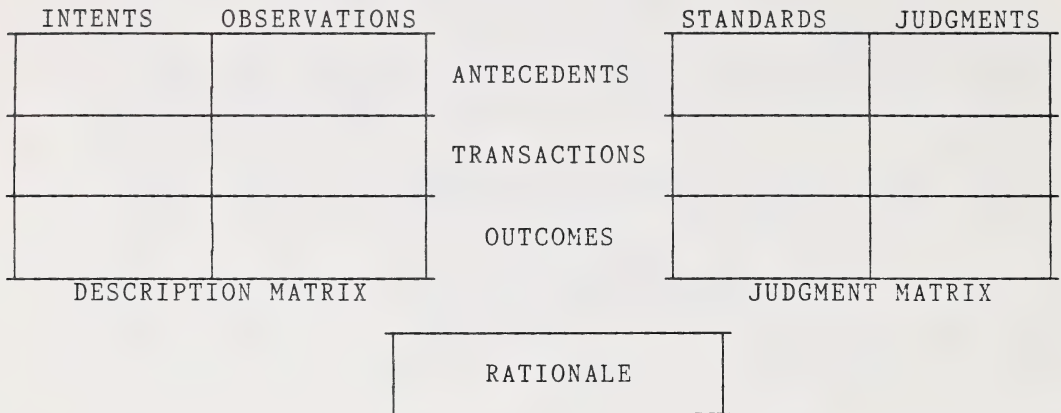 INTENTS OBSERVATIONS STANDARDS JUDGMENTS
ANTECEDENTS
TRANSACTIONS
OUTCOMES
DESCRIPTION MATRIX JUDGMENT MATRIX
RATIONALE